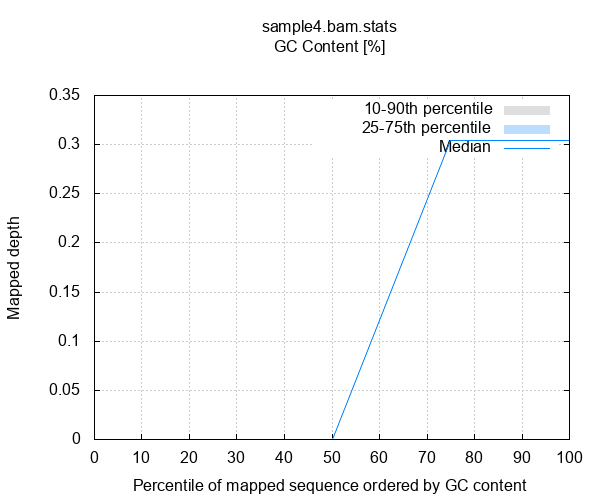 sample4.bam.stats
GC Content [%]
10-90th percentile
25-75th percentile
Median
0.35
0.3
0.25
0.2
0.15
0.1
0.05
0
0 10 20 30 40 50 60 70 80 90 100
Mapped depth
Percentile of mapped sequence ordered by GC content